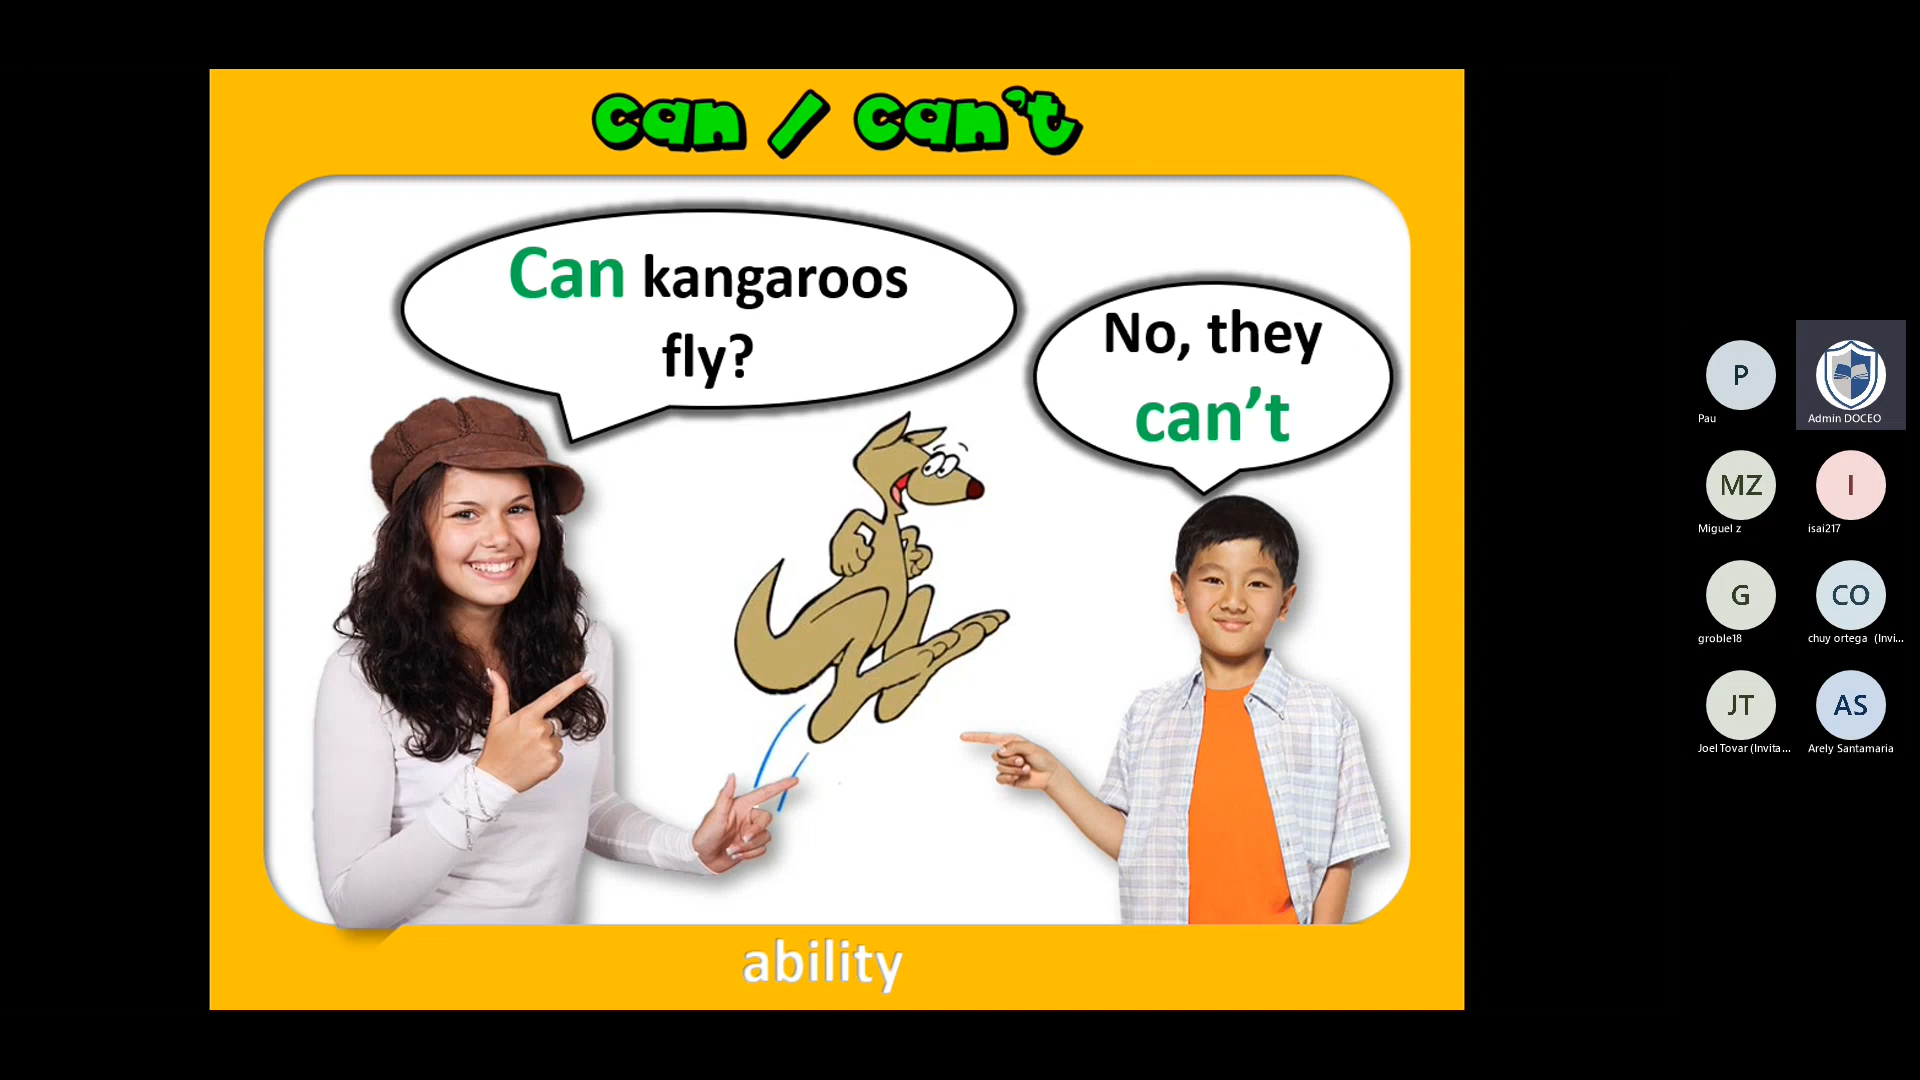 can / can't
Can kangaroos
fly?
No, they
can't
ability
P
Pau
Admin DOCEO
MZ
Miguel z
I
isai217
G
groble18
CO
chuy ortega (Invi...
JT
Joel Tovar (Invita...
AS
Arely Santamaria